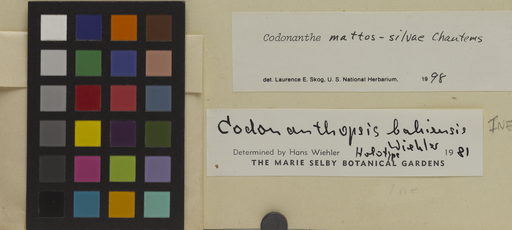 Codonanthe mattos-silvae Chautems
det. Laurence E. Skog, U. S. National Herbarium. 1998
Codonanthopsis bahiensis
Wiehler
Determined by Hans Wiehler Holotype 1981
THE MARIE SELBY BOTANICAL GARDENS